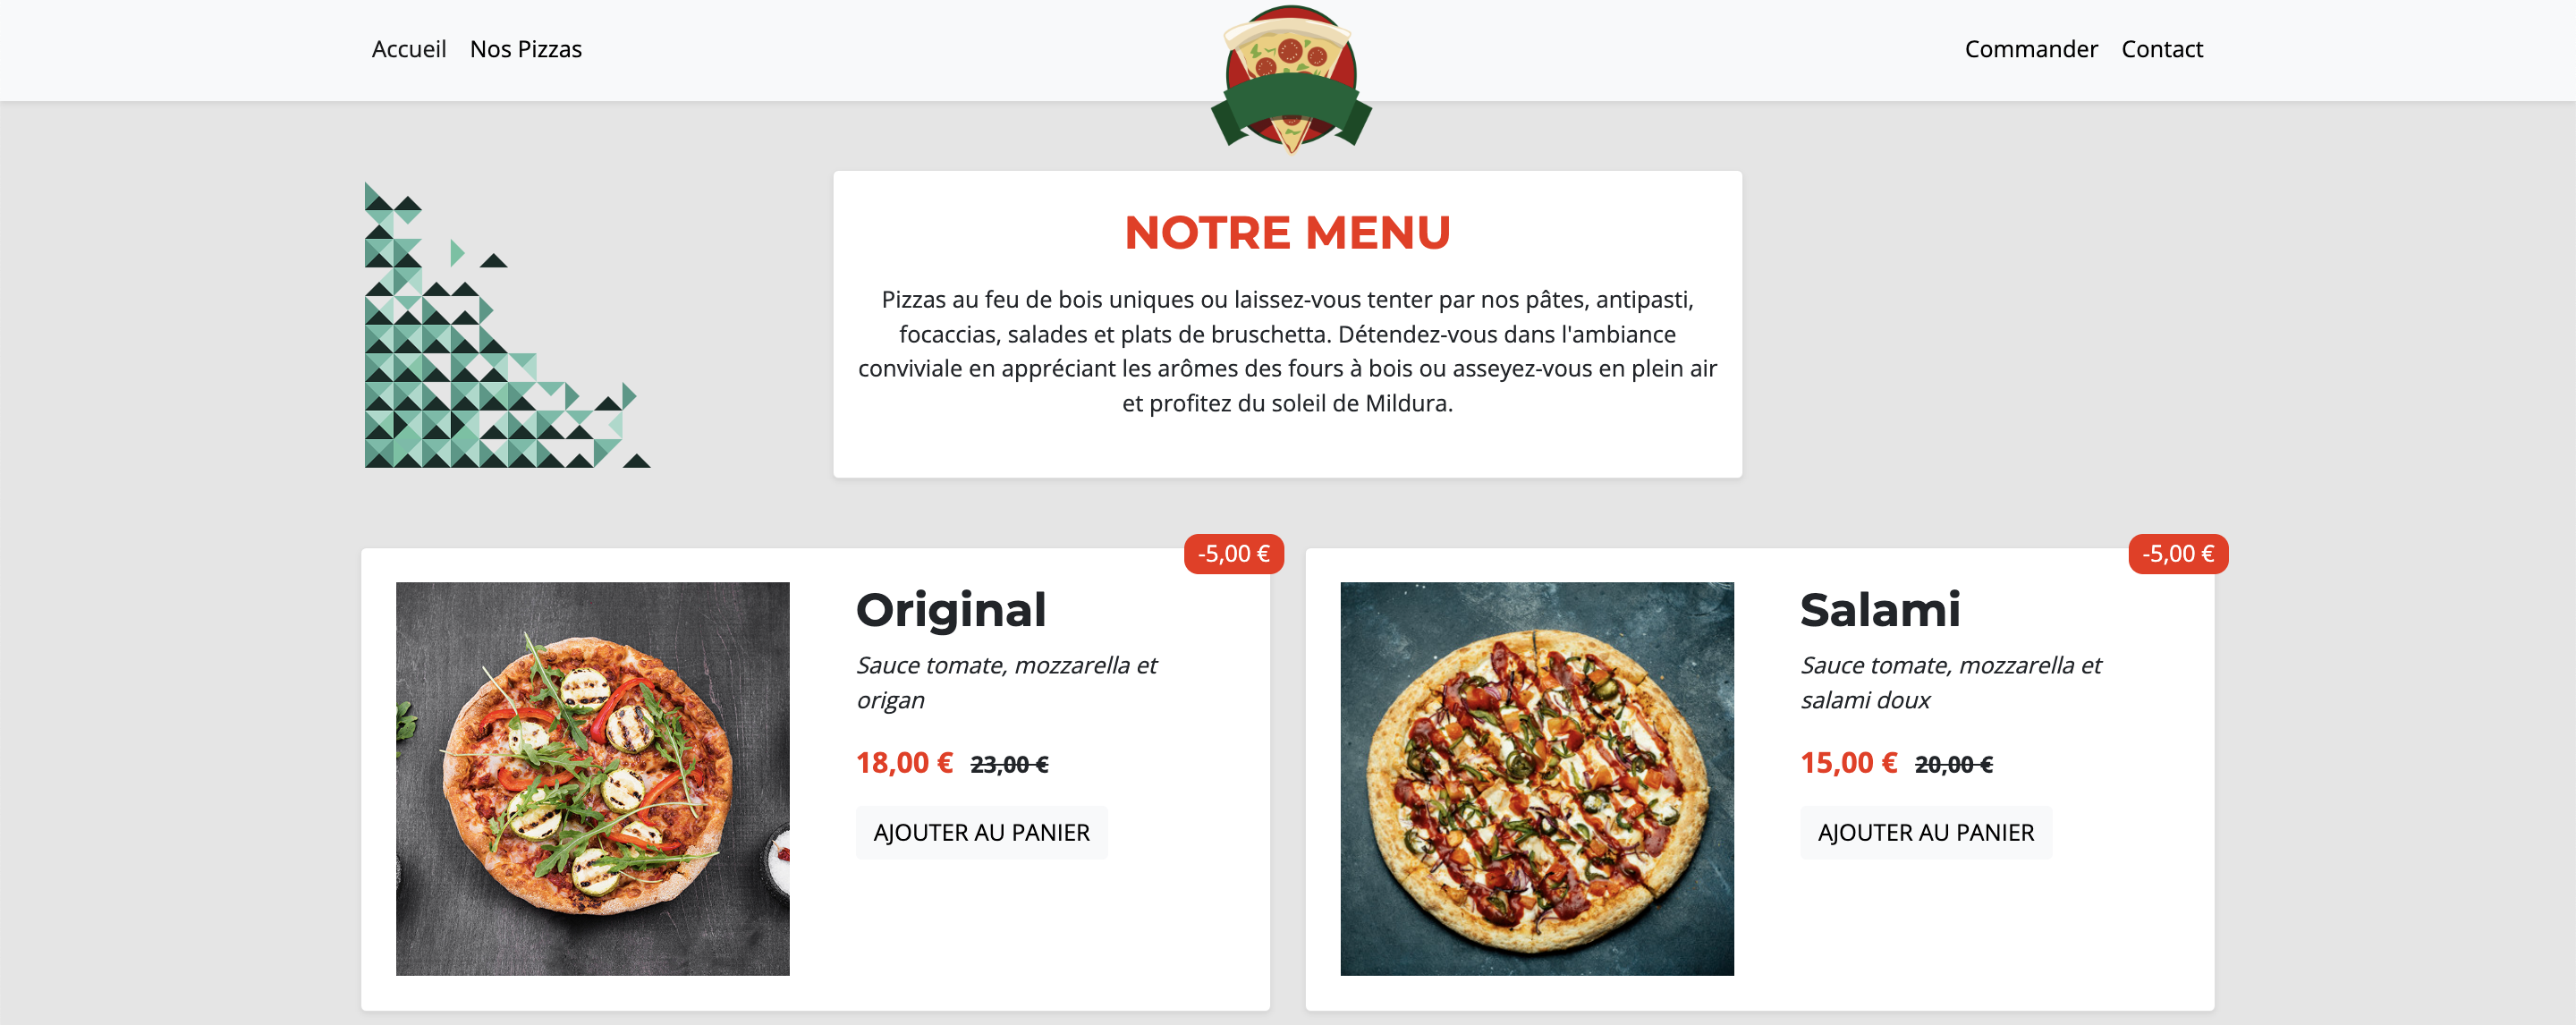 Accueil Nos Pizzas Commander Contact
NOTRE MENU
Pizzas au feu de bois uniques ou laissez-vous tenter par nos pâtes, antipasti,
focaccias, salades et plats de bruschetta. Détendez-vous dans l'ambiance
conviviale en appréciant les arômes des fours à bois ou asseyez-vous en plein air
et profitez du soleil de Mildura.
-5,00 €
Original
Sauce tomate, mozzarella et
origan
18,00 € 23,00 €
AJOUTER AU PANIER
-5,00 €
Salami
Sauce tomate, mozzarella et
salami doux
15,00 € 20,00 €
AJOUTER AU PANIER